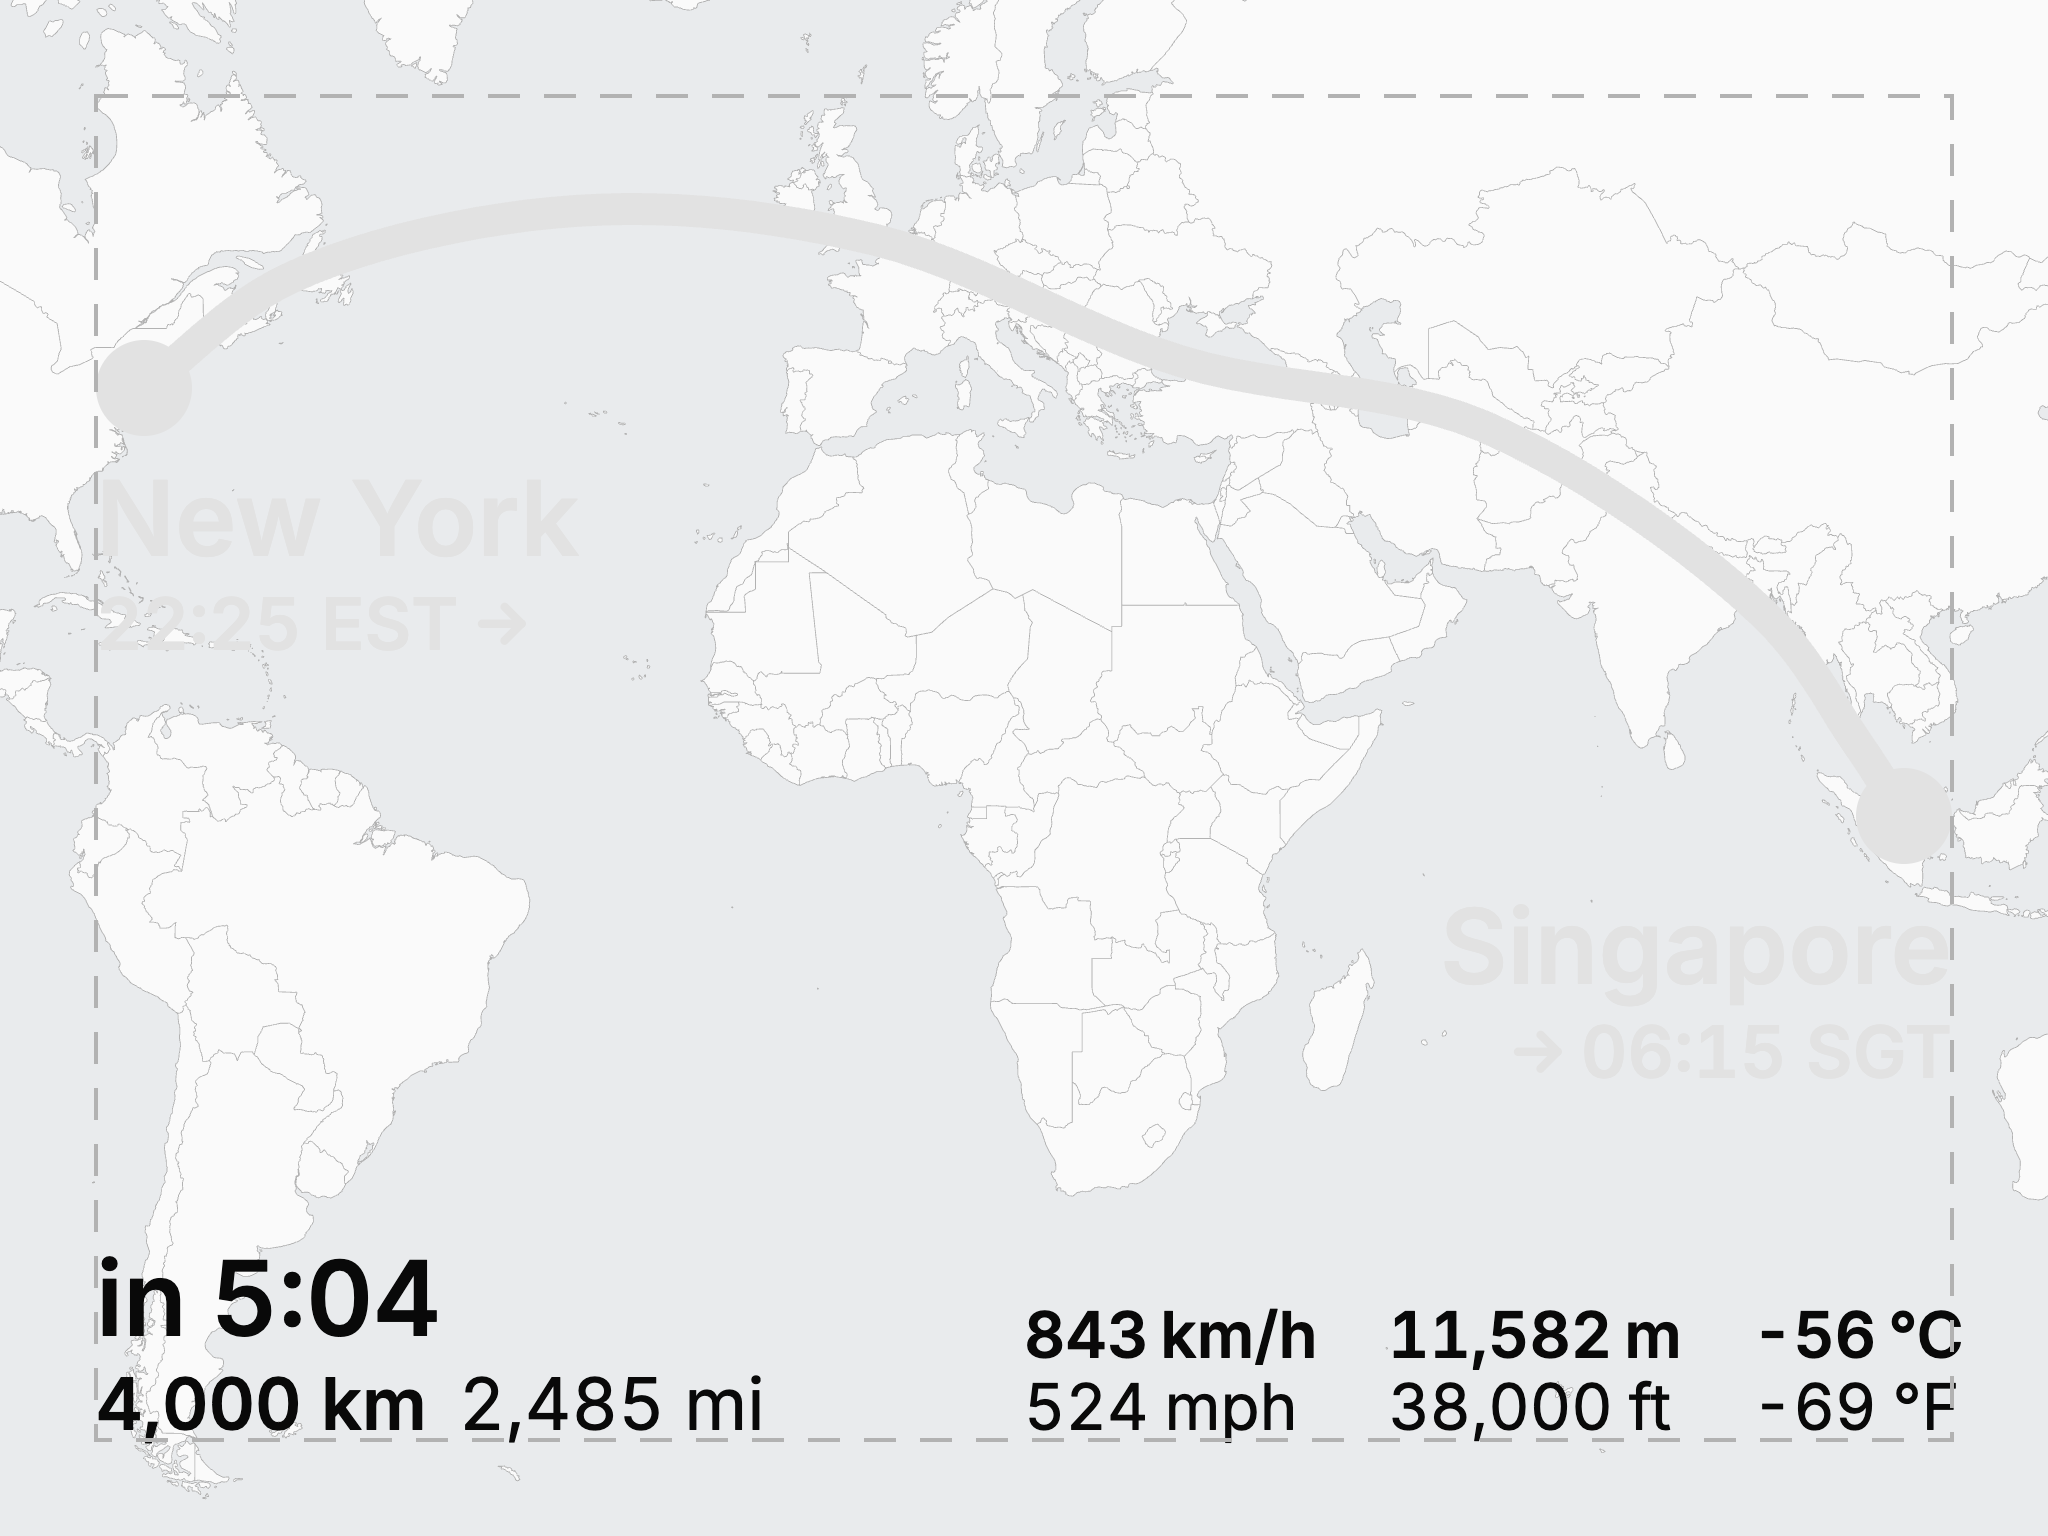 New York
22:25 EST →
Singapore
→ 06:15 SGT
in 5:04
4,000 km 2,485 mi
843 km/h 11,582 m -56 °C
524 mph 38,000 ft -69 °F